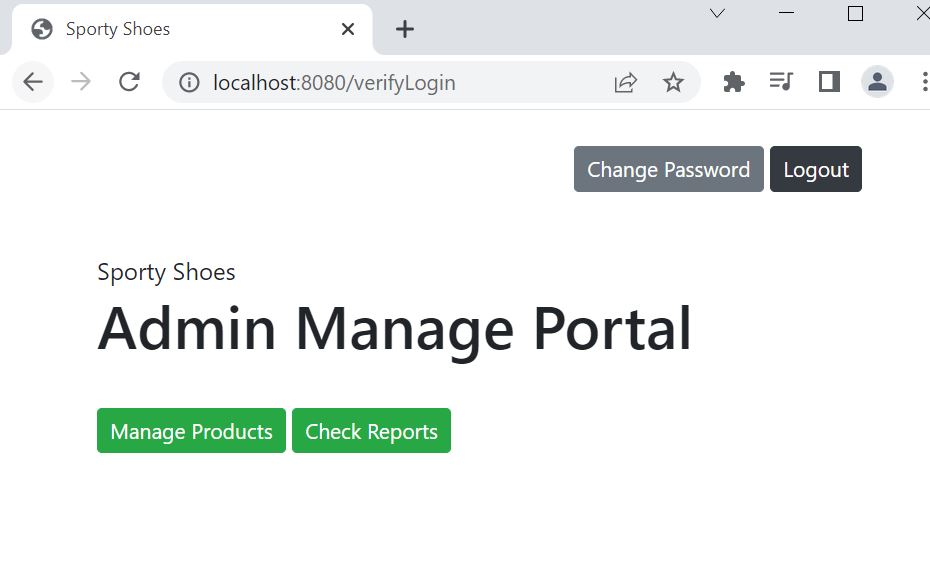 Sporty Shoes
localhost:8080/verifyLogin
Change Password Logout
Sporty Shoes
Admin Manage Portal
Manage Products Check Reports